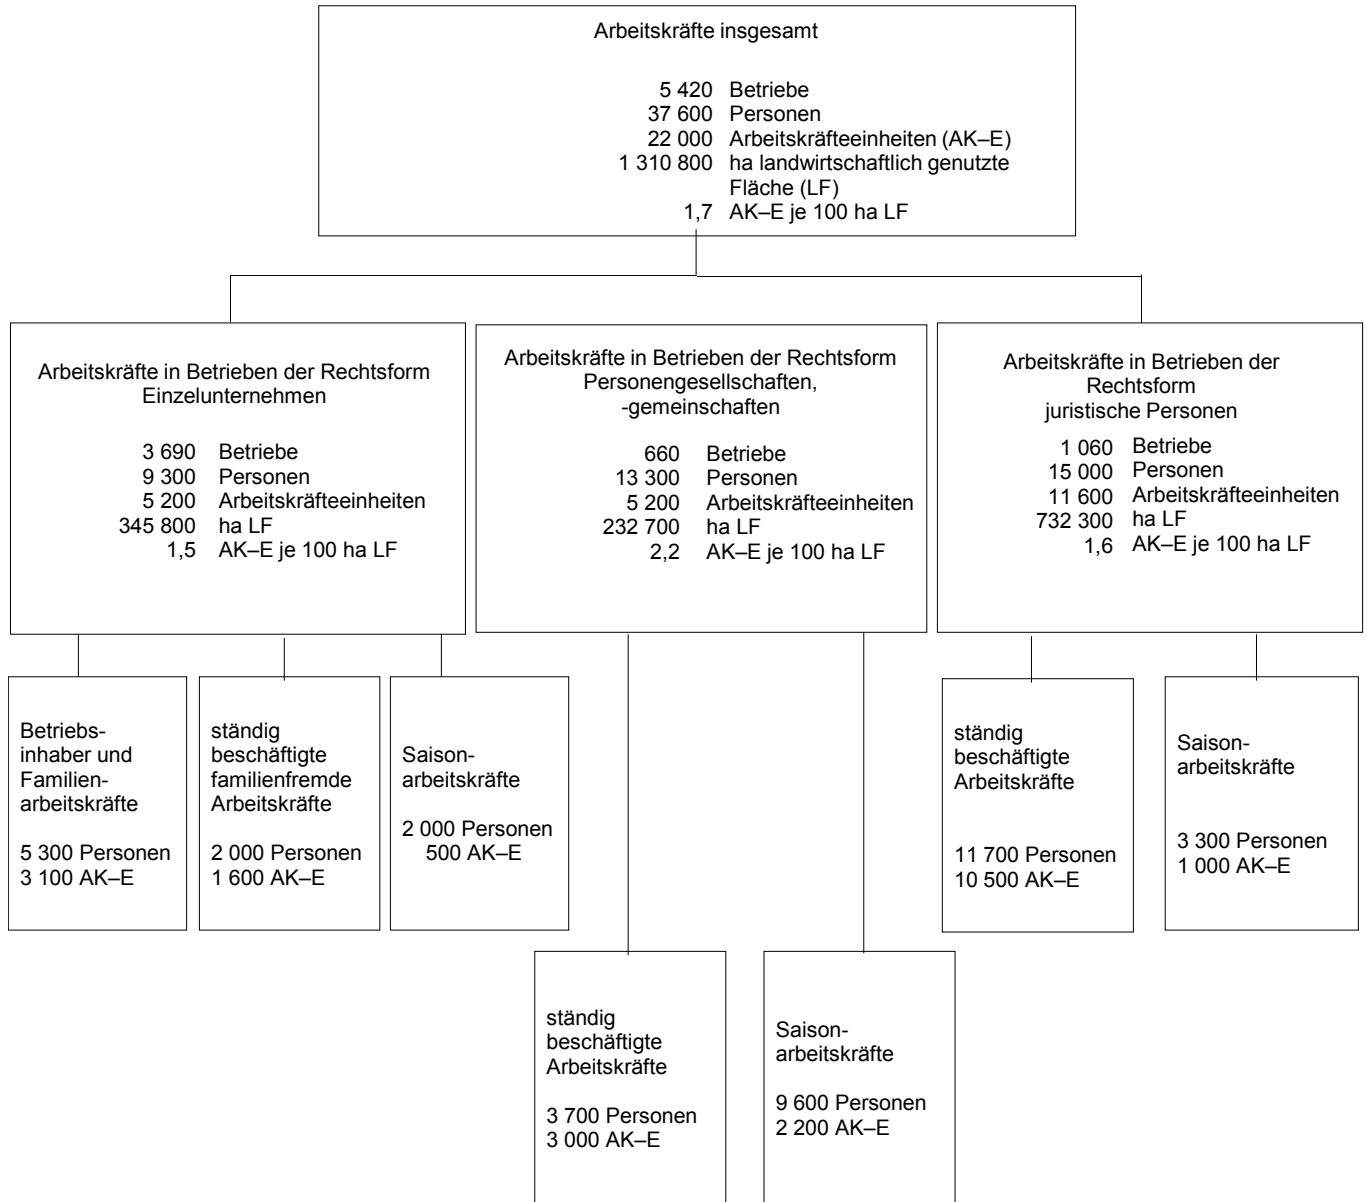 Arbeitskräfte insgesamt
5 420 Betriebe
37 600 Personen
22 000 Arbeitskräfteeinheiten (AK–E)
1 310 800 ha landwirtschaftlich genutzte
Fläche (LF)
1,7 AK–E je 100 ha LF
Arbeitskräfte in Betrieben der Rechtsform
Einzelunternehmen
3 690 Betriebe
9 300 Personen
5 200 Arbeitskräfteeinheiten
345 800 ha LF
1,5 AK–E je 100 ha LF
Arbeitskräfte in Betrieben der Rechtsform
Personengesellschaften,
-gemeinschaften
660 Betriebe
13 300 Personen
5 200 Arbeitskräfteeinheiten
232 700 ha LF
2,2 AK–E je 100 ha LF
Arbeitskräfte in Betrieben der
Rechtsform
juristische Personen
1 060 Betriebe
15 000 Personen
11 600 Arbeitskräfteeinheiten
732 300 ha LF
1,6 AK–E je 100 ha LF
Betriebs-
inhaber und
Familien-
arbeitskräfte
5 300 Personen
3 100 AK–E
ständig
beschäftigte
familienfremde
Arbeitskräfte
2 000 Personen
1 600 AK–E
Saison-
arbeitskräfte
2 000 Personen
500 AK–E
ständig
beschäftigte
Arbeitskräfte
3 700 Personen
3 000 AK–E
Saison-
arbeitskräfte
9 600 Personen
2 200 AK–E
ständig
beschäftigte
Arbeitskräfte
11 700 Personen
10 500 AK–E
Saison-
arbeitskräfte
3 300 Personen
1 000 AK–E